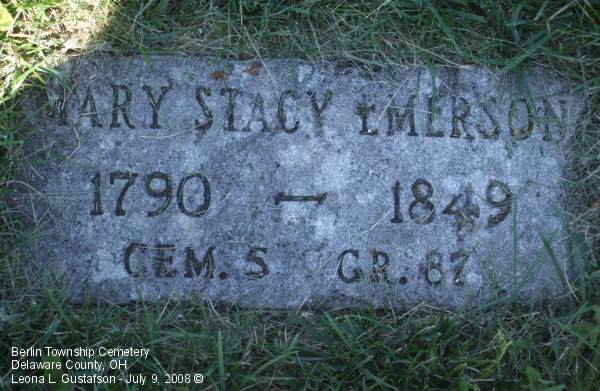 MARY STACY EMERSON
1790 – 1849
CEM. 5 GR. 87
Berlin Township Cemetery
Delaware County, OH
Leona L. Gustafson - July 9, 2008 ©